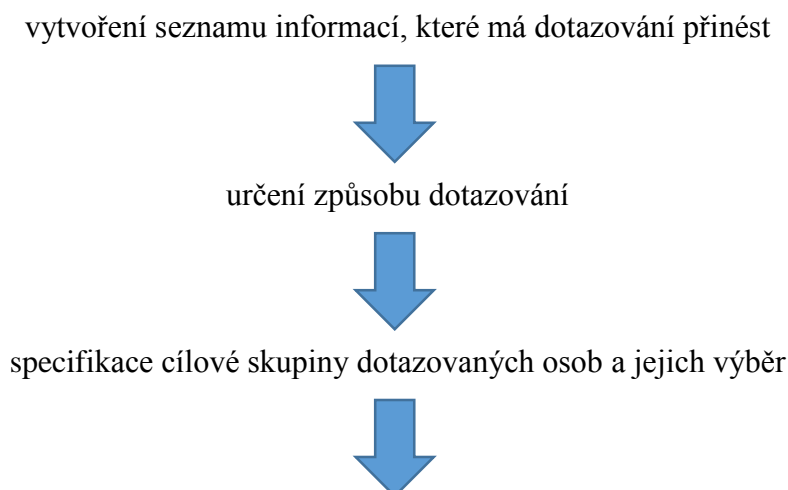 vytvoření seznamu informací, které má dotazování přinést
určení způsobu dotazování
specifikace cílové skupiny dotazovaných osob a jejich výběr